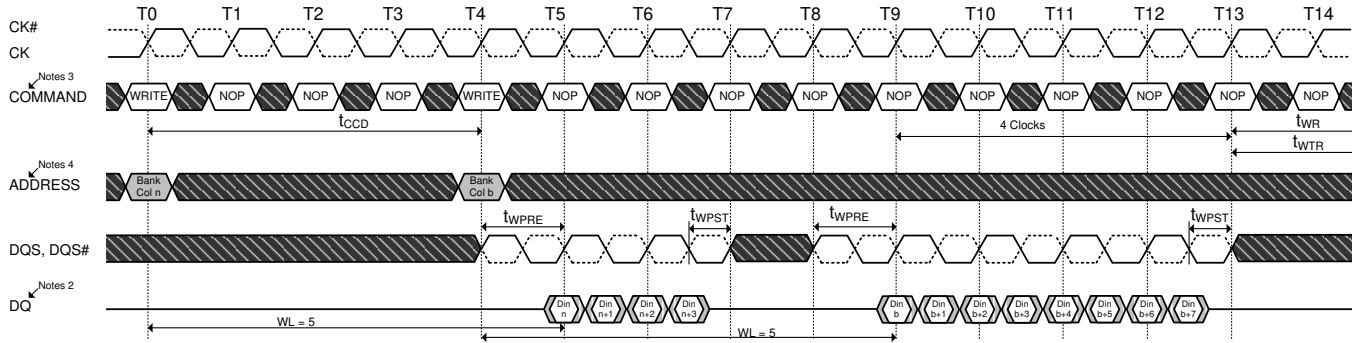 T0 T1 T2 T3 T4 T5 T6 T7 T8 T9 T10 T11 T12 T13 T14
CK#
CK
Notes 3
COMMAND WRITE NOP NOP NOP WRITE NOP NOP NOP NOP NOP NOP NOP NOP NOP NOP
tCCD 4 Clocks tWR
tWTR
Notes 4
ADDRESS Bank Col n Bank Col b
tWPRE tWPST tWPRE tWPST
DQS, DQS#
Notes 2
DQ Din n Din n+1 Din n+2 Din n+3 Din b Din b+1 Din b+2 Din b+3 Din b+4 Din b+5 Din b+6 Din b+7
WL = 5 WL = 5